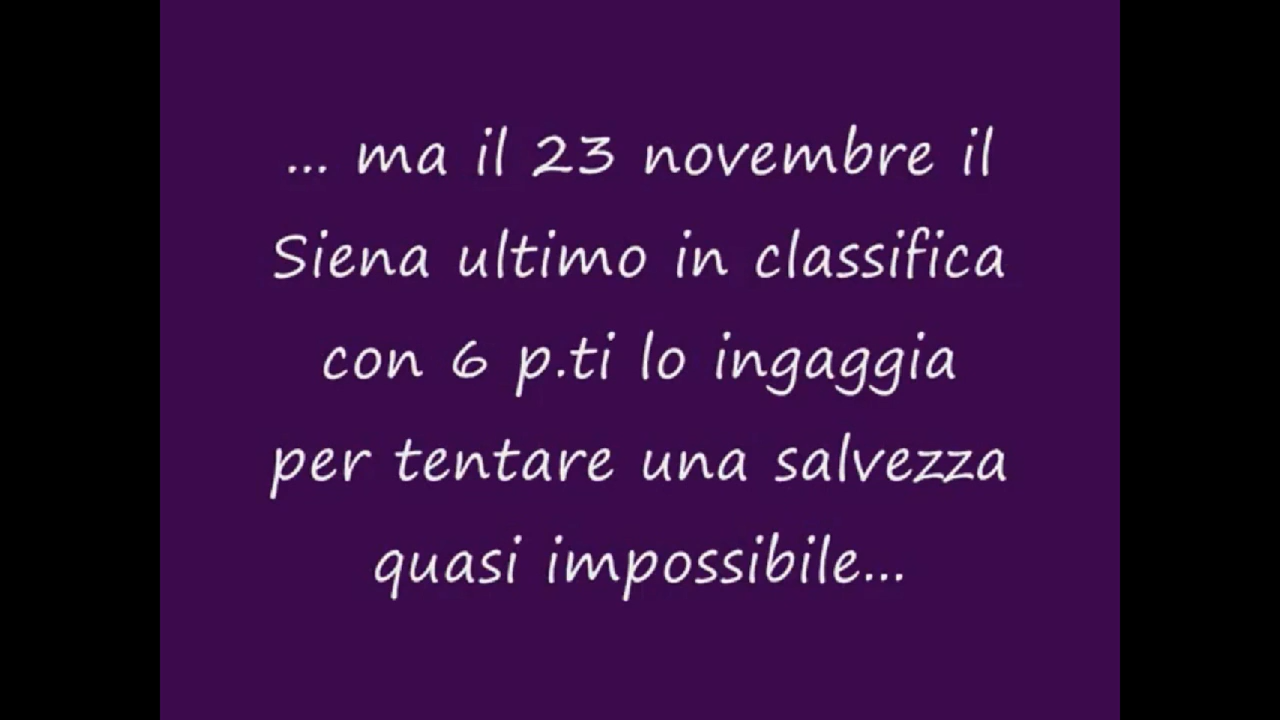 ... ma il 23 novembre il
Siena ultimo in classifica
con 6 p.ti lo ingaggia
per tentare una salvezza
quasi impossibile...